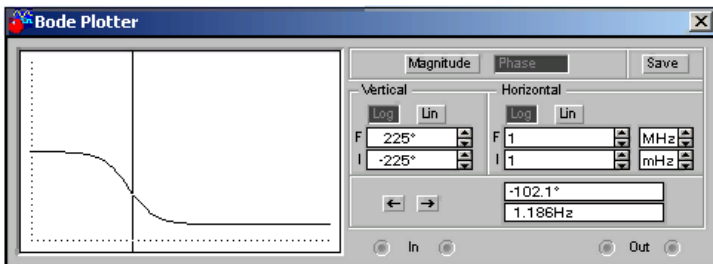 Bode Plotter
Magnitude Phase Save
Vertical Horizontal
Log Lin Log Lin
F 225° F 1 MHz
I -225° I 1 mHz
← → -102.1°
1.186Hz
In Out